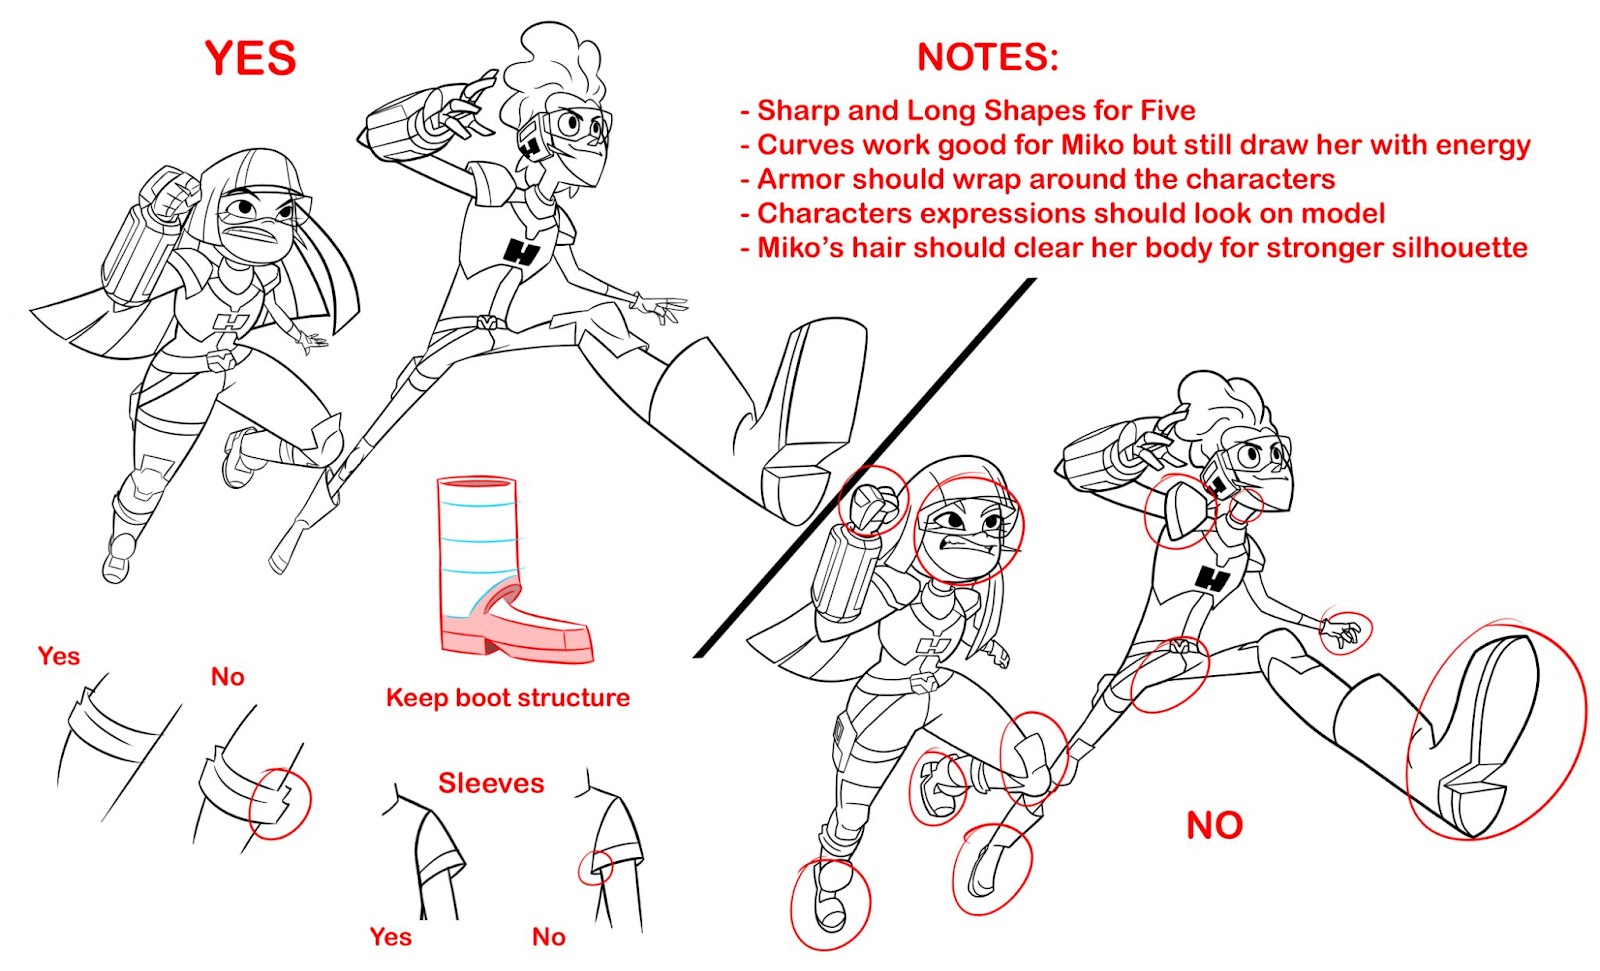 YES
NOTES:
- Sharp and Long Shapes for Five
- Curves work good for Miko but still draw her with energy
- Armor should wrap around the characters
- Characters expressions should look on model
- Miko's hair should clear her body for stronger silhouette
H
H
H
Keep boot structure
Yes
No
Sleeves
Yes
No
H
H
H
NO